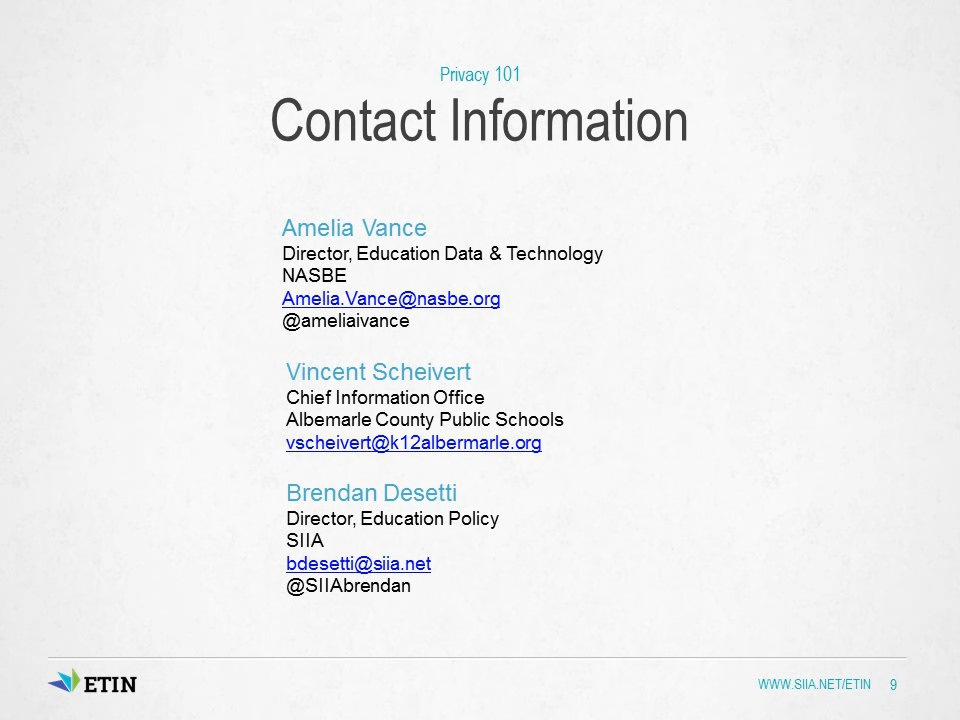 Privacy 101
Contact Information
Amelia Vance
Director, Education Data & Technology
NASBE
Amelia.Vance@nasbe.org
@ameliaivance
Vincent Scheivert
Chief Information Office
Albemarle County Public Schools
vscheivert@k12albermarle.org
Brendan Desetti
Director, Education Policy
SIIA
bdesetti@siia.net
@SIIAbrendan
ETIN
WWW.SIIA.NET/ETIN 9